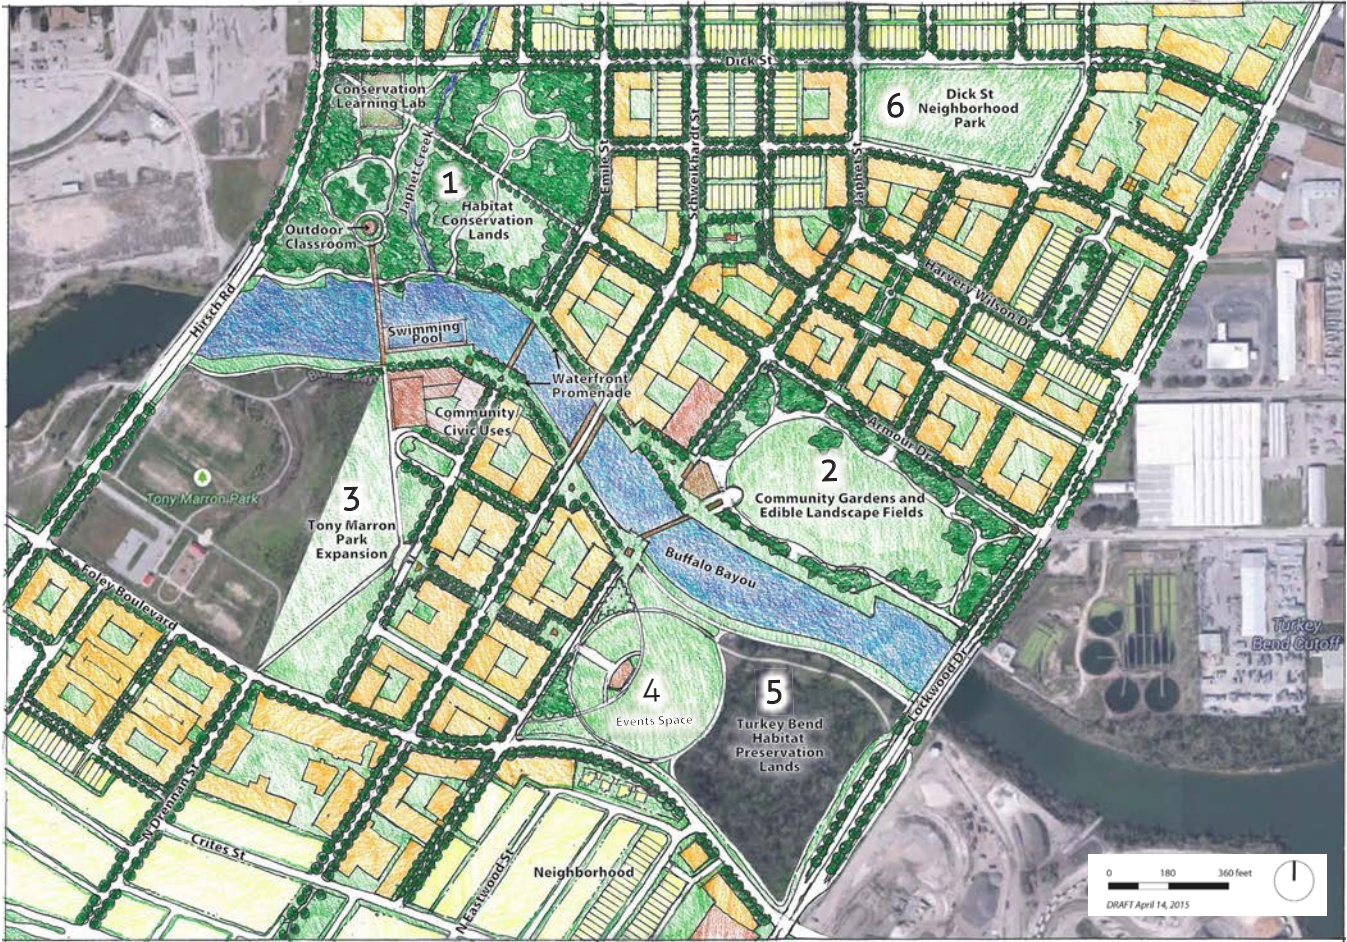 Dick St
Conservation
Learning Lab
6
Dick St
Neighborhood
Park
Schweikhardt St
Emile St
Japhet St
Japhet Creek
1
Habitat
Conservation
Lands
Outdoor
Classroom
Harvery Wilson Dr
Hirsch Rd
Swimming
Pool
Waterfront
Promenade
Community/
Civic Uses
Armour Dr
2
Community Gardens and
Edible Landscape Fields
Tony Marron Park
3
Tony Marron
Park
Expansion
Buffalo Bayou
Foley Boulevard
Turkey
Bend Cutoff
Lockwood Dr
4
Events Space
5
Turkey Bend
Habitat
Preservation
Lands
N Drennan St
Crites St
N Eastwood St
Neighborhood
0 180 360 feet
DRAFT April 14, 2015